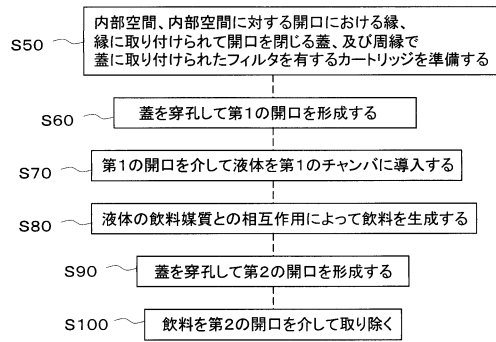 S50
内部空間、内部空間に対する開口における縁、
縁に取り付けられて開口を閉じる蓋、及び周縁で
蓋に取り付けられたフィルタを有するカートリッジを準備する
S60
蓋を穿孔して第1の開口を形成する
S70
第1の開口を介して液体を第1のチャンバに導入する
S80
液体の飲料媒質との相互作用によって飲料を生成する
S90
蓋を穿孔して第2の開口を形成する
S100
飲料を第2の開口を介して取り除く